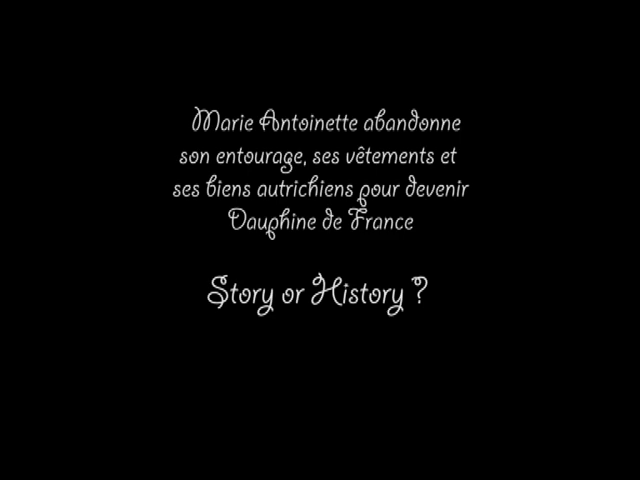 Marie Antoinette abandonne
son entourage, ses vêtements et
ses biens autrichiens pour devenir
Dauphine de France
Story or History ?